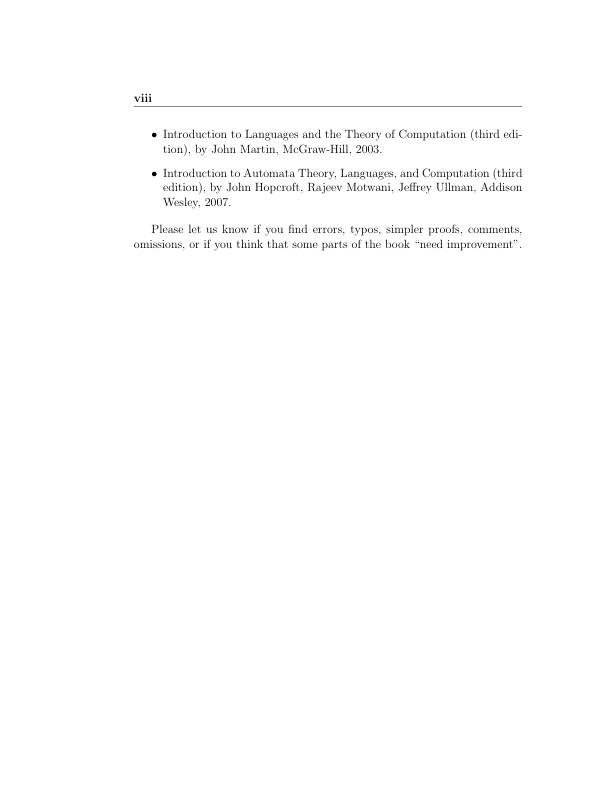 viii
• Introduction to Languages and the Theory of Computation (third edi-
tion), by John Martin, McGraw-Hill, 2003.
• Introduction to Automata Theory, Languages, and Computation (third
edition), by John Hopcroft, Rajeev Motwani, Jeffrey Ullman, Addison
Wesley, 2007.
Please let us know if you find errors, typos, simpler proofs, comments,
omissions, or if you think that some parts of the book “need improvement”.